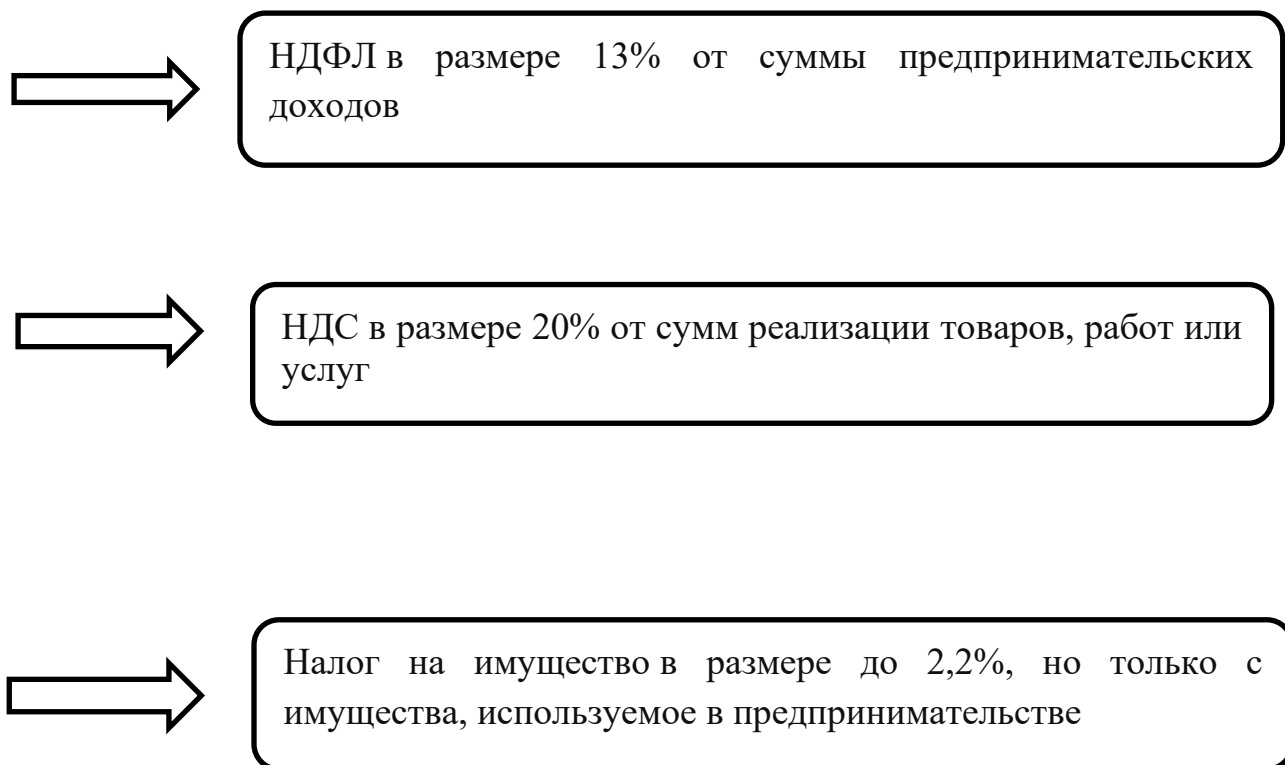 НДФЛ в размере 13% от суммы предпринимательских
доходов
НДС в размере 20% от сумм реализации товаров, работ или
услуг
Налог на имущество в размере до 2,2%, но только с
имущества, используемое в предпринимательстве